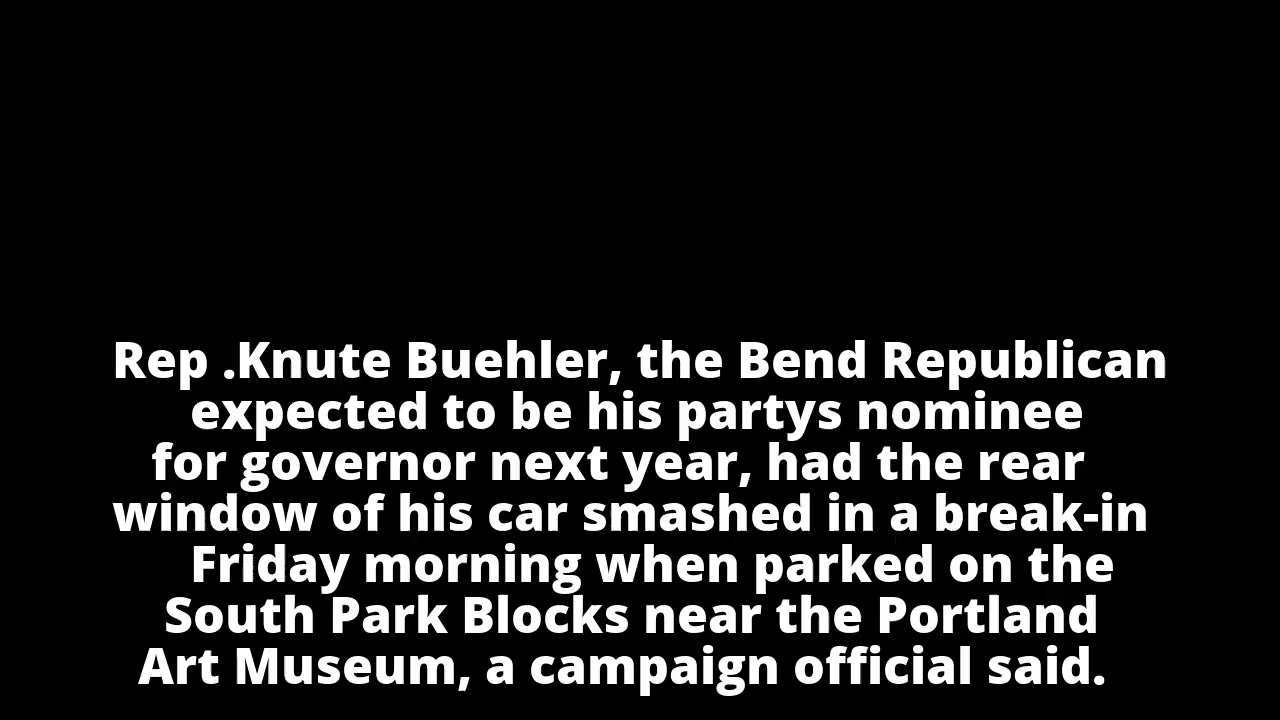 Rep .Knute Buehler, the Bend Republican
expected to be his partys nominee
for governor next year, had the rear
window of his car smashed in a break-in
Friday morning when parked on the
South Park Blocks near the Portland
Art Museum, a campaign official said.